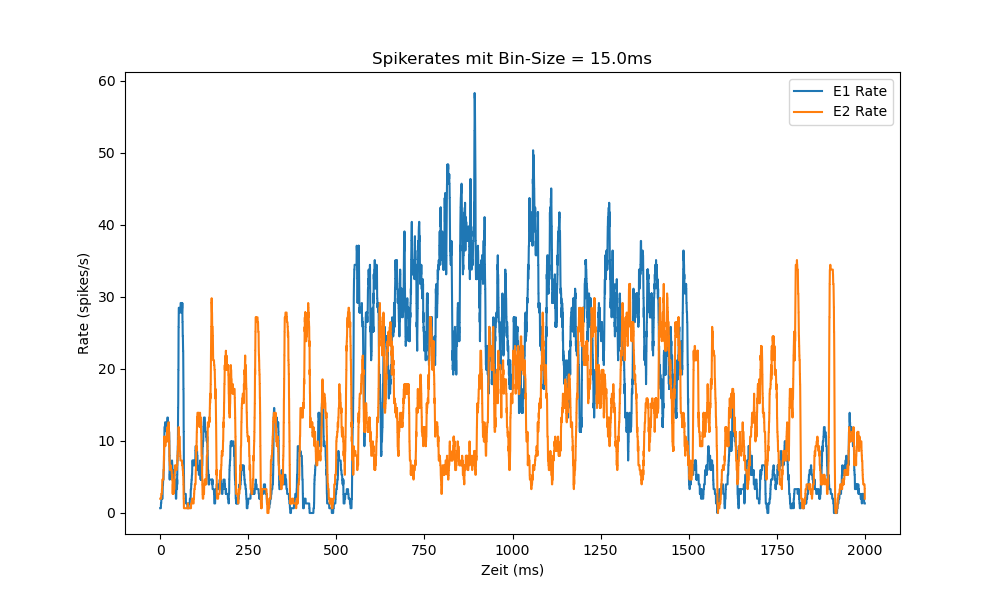 Spikerates mit Bin-Size = 15.0ms
E1 Rate
E2 Rate
60
50
40
30
20
10
0
Rate (spikes/s)
0 250 500 750 1000 1250 1500 1750 2000
Zeit (ms)